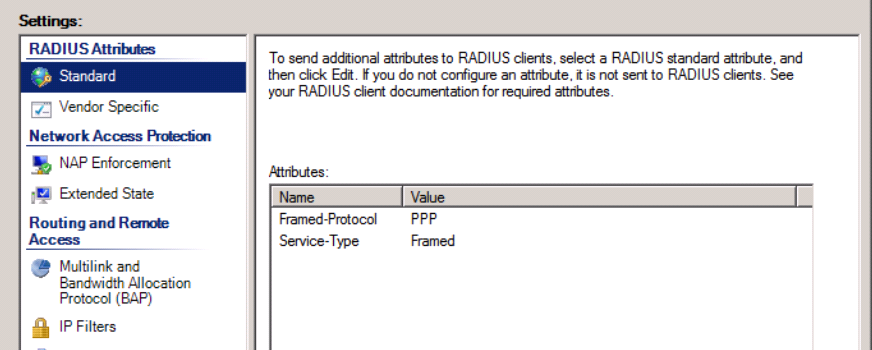 Settings:
RADIUS Attributes
Standard
Vendor Specific
Network Access Protection
NAP Enforcement
Extended State
Routing and Remote
Access
Multilink and
Bandwidth Allocation
Protocol (BAP)
IP Filters
To send additional attributes to RADIUS clients, select a RADIUS standard attribute, and
then click Edit. If you do not configure an attribute, it is not sent to RADIUS clients. See
your RADIUS client documentation for required attributes.
Attributes:
Name Value
Framed-Protocol PPP
Service-Type Framed